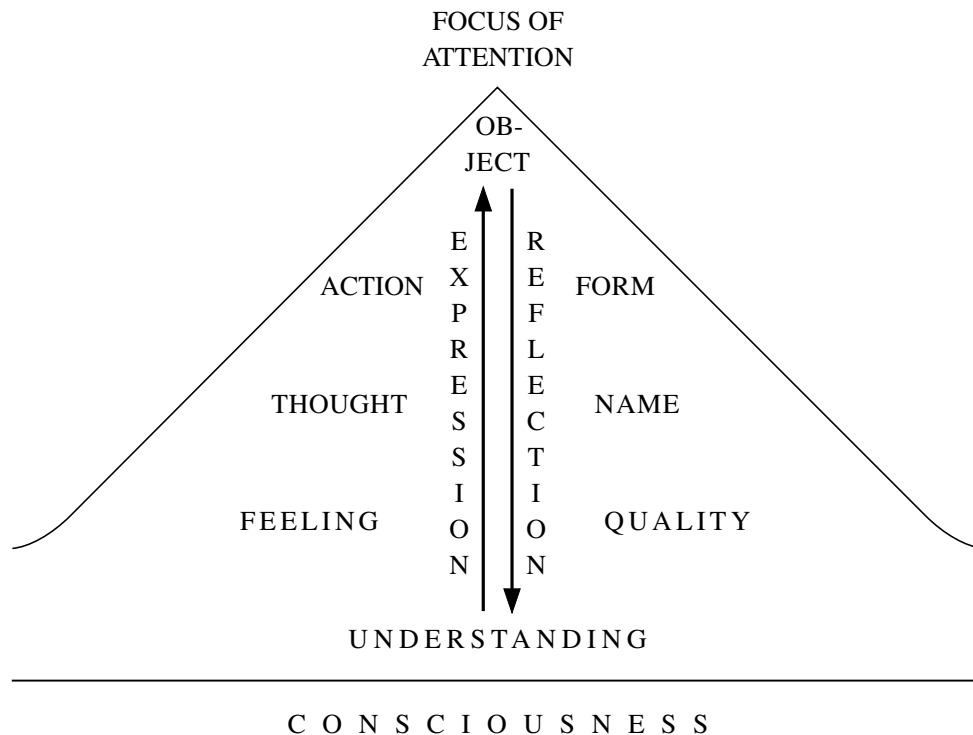 FOCUS OF
ATTENTION
OB-
JECT
EXPRESSION
REFLECTION
ACTION
FORM
THOUGHT
NAME
FEELING
QUALITY
UNDERSTANDING
CONSCIOUSNESS